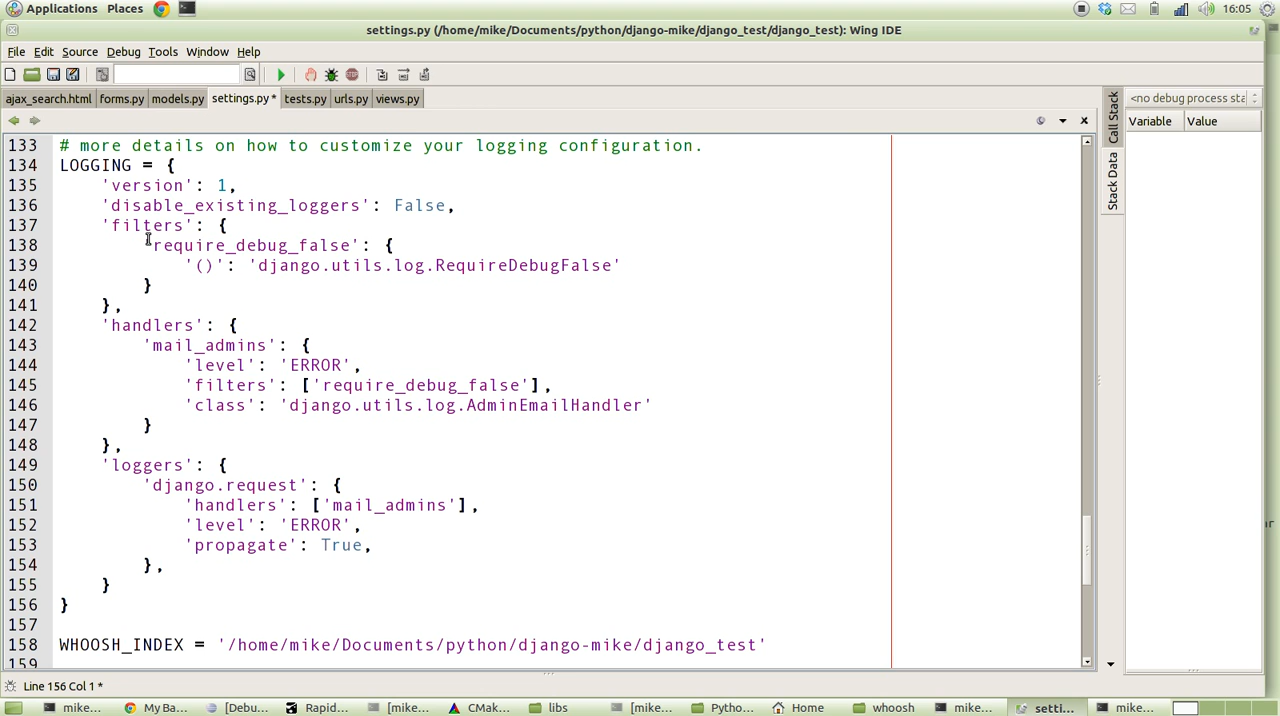 Applications Places 16:05
settings.py (/home/mike/Documents/python/django-mike/django_test/django_test): Wing IDE
File Edit Source Debug Tools Window Help
ajax_search.html forms.py models.py settings.py * tests.py urls.py views.py <no debug process sta
Call Stack
Stack Data
Variable Value
133 # more details on how to customize your logging configuration.
134 LOGGING = {
135 'version': 1,
136 'disable_existing_loggers': False,
137 'filters': {
138 'require_debug_false': {
139 '()': 'django.utils.log.RequireDebugFalse'
140 }
141 },
142 'handlers': {
143 'mail_admins': {
144 'level': 'ERROR',
145 'filters': ['require_debug_false'],
146 'class': 'django.utils.log.AdminEmailHandler'
147 }
148 },
149 'loggers': {
150 'django.request': {
151 'handlers': ['mail_admins'],
152 'level': 'ERROR',
153 'propagate': True,
154 },
155 }
156 }
157
158 WHOOSH_INDEX = '/home/mike/Documents/python/django-mike/django_test'
159
Line 156 Col 1 *
mike... My Ba... [Debu... Rapid... [mike... CMak... libs [mike... Pytho... Home whoosh mike... setti... mike...